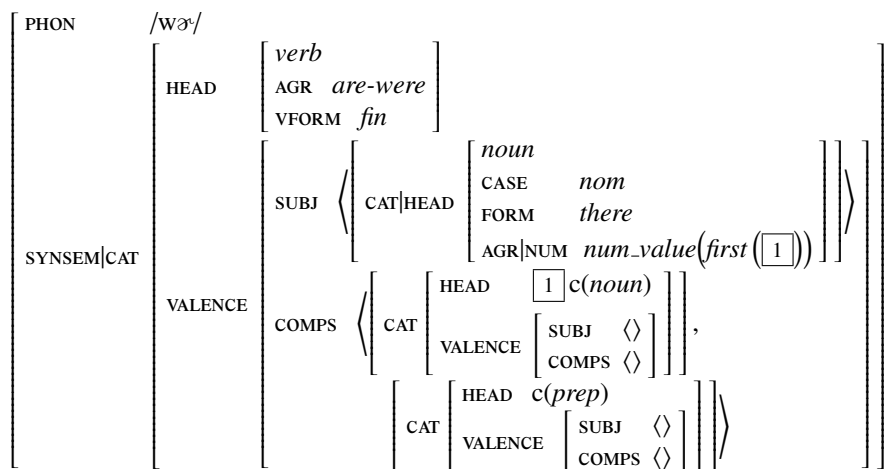 PHON /wɚ/
verb
HEAD AGR are-were
VFORM fin
noun
CASE nom
SUBJ ⟨ CAT|HEAD FORM there ⟩
AGR|NUM num_value(first(1))
SYNSEM|CAT
HEAD 1 c(noun)
VALENCE COMPS ⟨ CAT VALENCE SUBJ ⟨⟩ ,
COMPS ⟨⟩
HEAD c(prep)
CAT VALENCE SUBJ ⟨⟩ ⟩
COMPS ⟨⟩